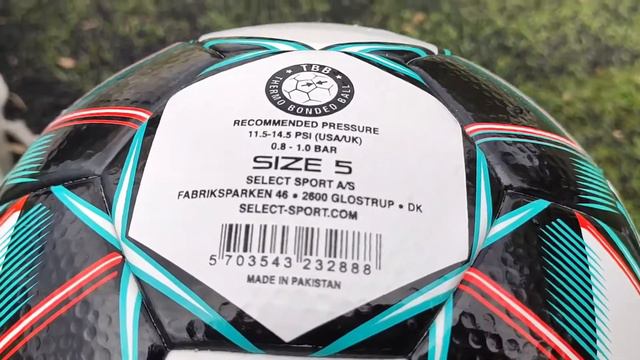 TBB
THERMO BONDED BALL
RECOMMENDED PRESSURE
11.5-14.5 PSI (USA/UK)
0.8 - 1.0 BAR
SIZE 5
SELECT SPORT A/S
FABRIKSPARKEN 46 • 2600 GLOSTRUP • DK
SELECT-SPORT.COM
5 703543 232888
MADE IN PAKISTAN